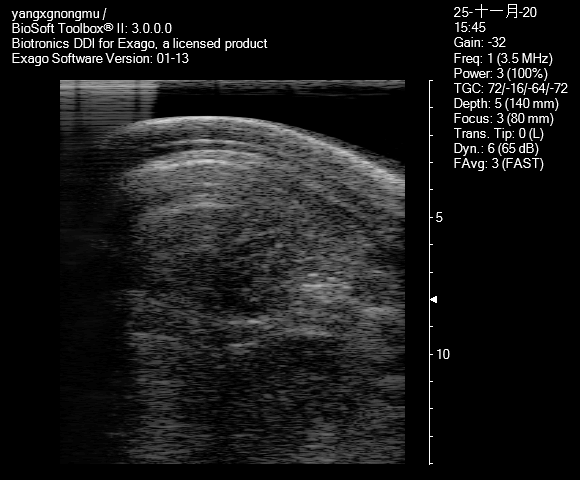 yangxgnongmu /
BioSoft Toolbox® II: 3.0.0.0
Biotronics DDI for Exago, a licensed product
Exago Software Version: 01-13
25-十一月-20
15:45
Gain: -32
Freq: 1 (3.5 MHz)
Power: 3 (100%)
TGC: 72/-16/-64/-72
Depth: 5 (140 mm)
Focus: 3 (80 mm)
Trans. Tip: 0 (L)
Dyn.: 6 (65 dB)
FAvg: 3 (FAST)
5
10